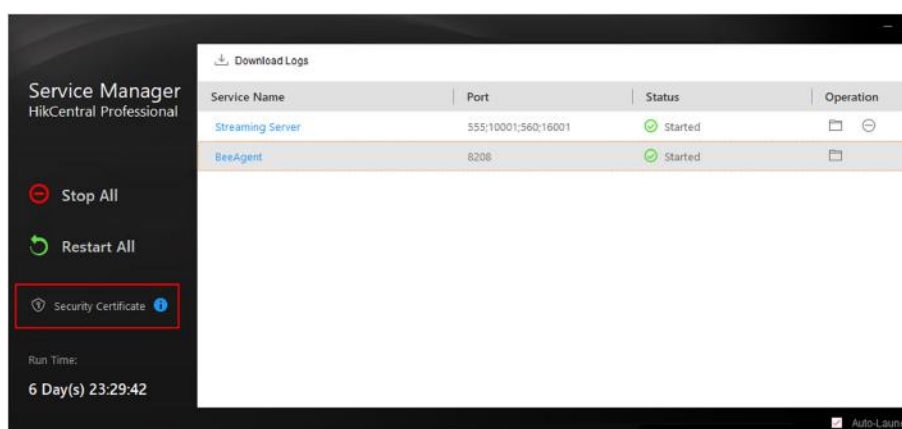 Download Logs
Service Manager
HikCentral Professional
Service Name Port Status Operation
Streaming Server 555;10001;560;16001 Started
BeeAgent 8208 Started
Stop All
Restart All
Security Certificate
Run Time:
6 Day(s) 23:29:42